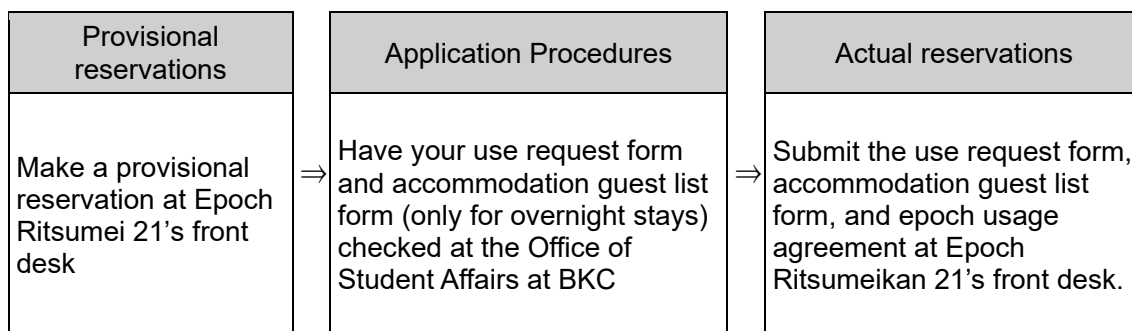 Provisional
reservations
Application Procedures
Actual reservations
Make a provisional
reservation at Epoch
Ritsumei 21’s front
desk
⇒
Have your use request form
and accommodation guest list
form (only for overnight stays)
checked at the Office of
Student Affairs at BKC
⇒
Submit the use request form,
accommodation guest list
form, and epoch usage
agreement at Epoch
Ritsumeikan 21’s front desk.